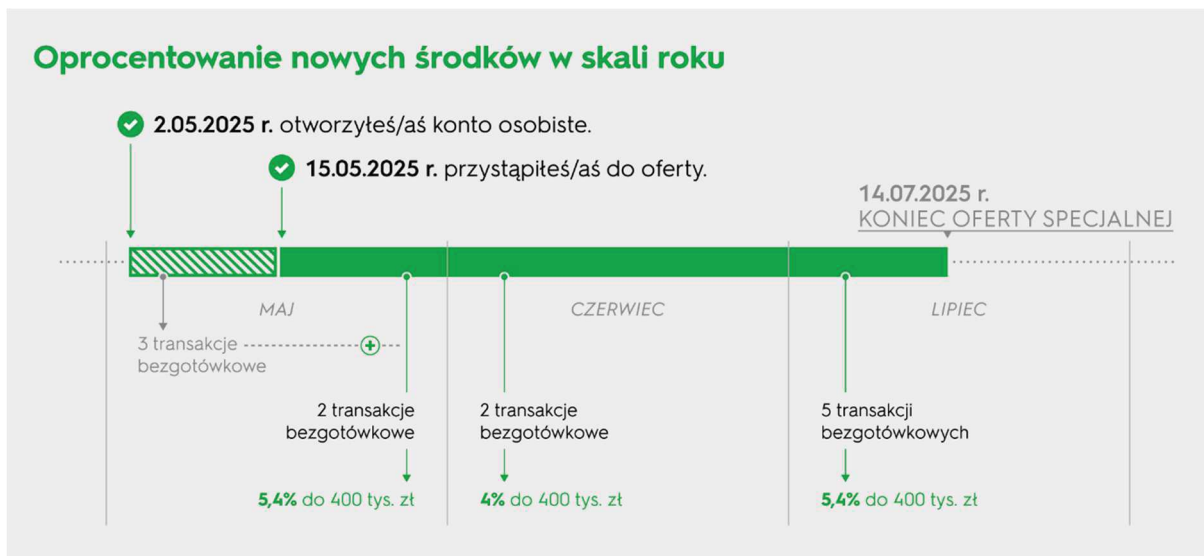 Oprocentowanie nowych środków w skali roku
2.05.2025 r. otworzyłeś/aś konto osobiste.
15.05.2025 r. przystąpiłeś/aś do oferty.
14.07.2025 r.
KONIEC OFERTY SPECJALNEJ
MAJ
CZERWIEC
LIPIEC
3 transakcje
bezgotówkowe
2 transakcje
bezgotówkowe
5,4% do 400 tys. zł
2 transakcje
bezgotówkowe
4% do 400 tys. zł
5 transakcji
bezgotówkowych
5,4% do 400 tys. zł